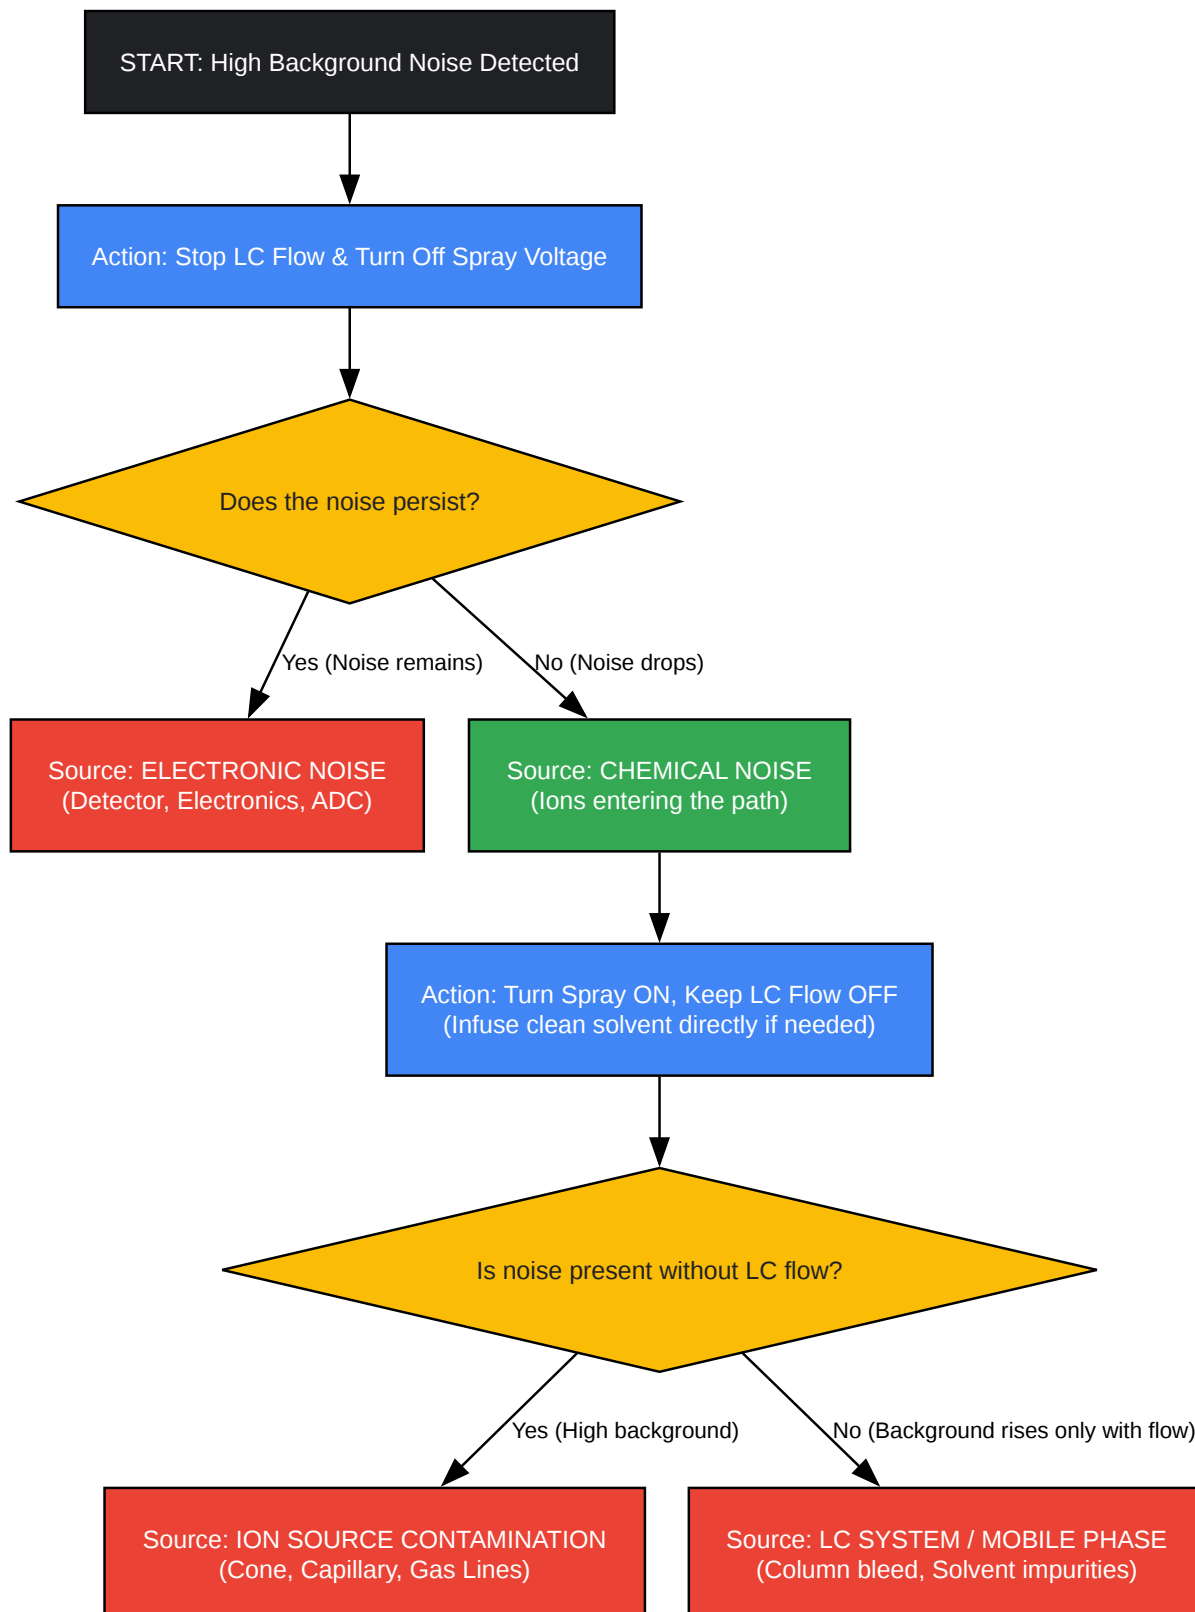 START: High Background Noise Detected
Action: Stop LC Flow & Turn Off Spray Voltage
Does the noise persist?
Yes (Noise remains)
No (Noise drops)
Source: ELECTRONIC NOISE
(Detector, Electronics, ADC)
Source: CHEMICAL NOISE
(Ions entering the path)
Action: Turn Spray ON, Keep LC Flow OFF
(Infuse clean solvent directly if needed)
Is noise present without LC flow?
Yes (High background)
No (Background rises only with flow)
Source: ION SOURCE CONTAMINATION
(Cone, Capillary, Gas Lines)
Source: LC SYSTEM / MOBILE PHASE
(Column bleed, Solvent impurities)